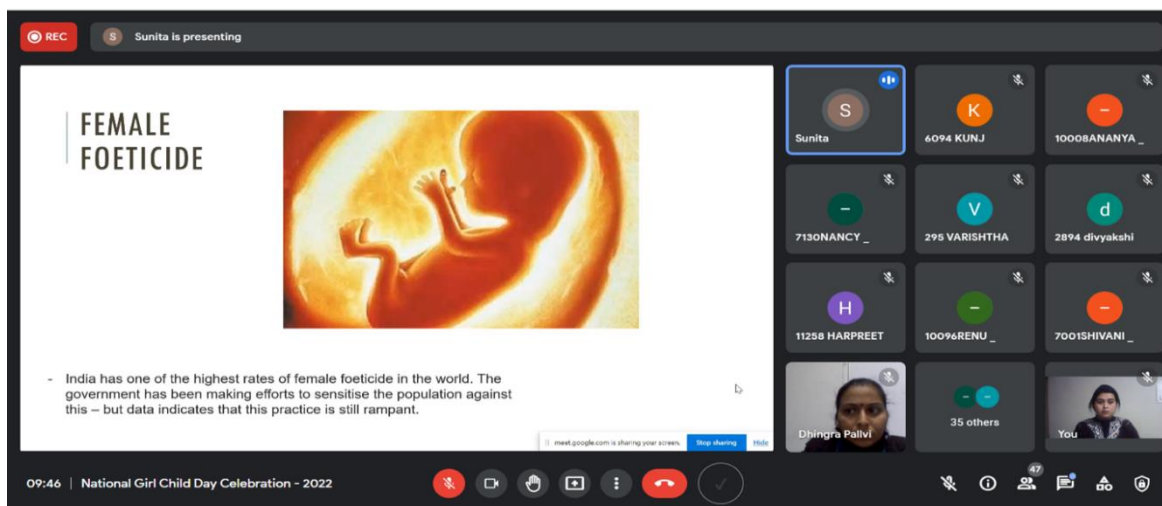 REC
S Sunita is presenting
FEMALE
FOETICIDE
- India has one of the highest rates of female foeticide in the world. The
government has been making efforts to sensitise the population against
this – but data indicates that this practice is still rampant.
meet.google.com is sharing your screen. Stop sharing Hide
S
Sunita
K
6094 KUNJ
10008ANANYA _
7130NANCY _
V
295 VARISHTHA
d
2894 divyakshi
H
11258 HARPREET
10096RENU _
7001SHIVANI _
Dhingra Pallvi
35 others
You
09:46 | National Girl Child Day Celebration - 2022
47